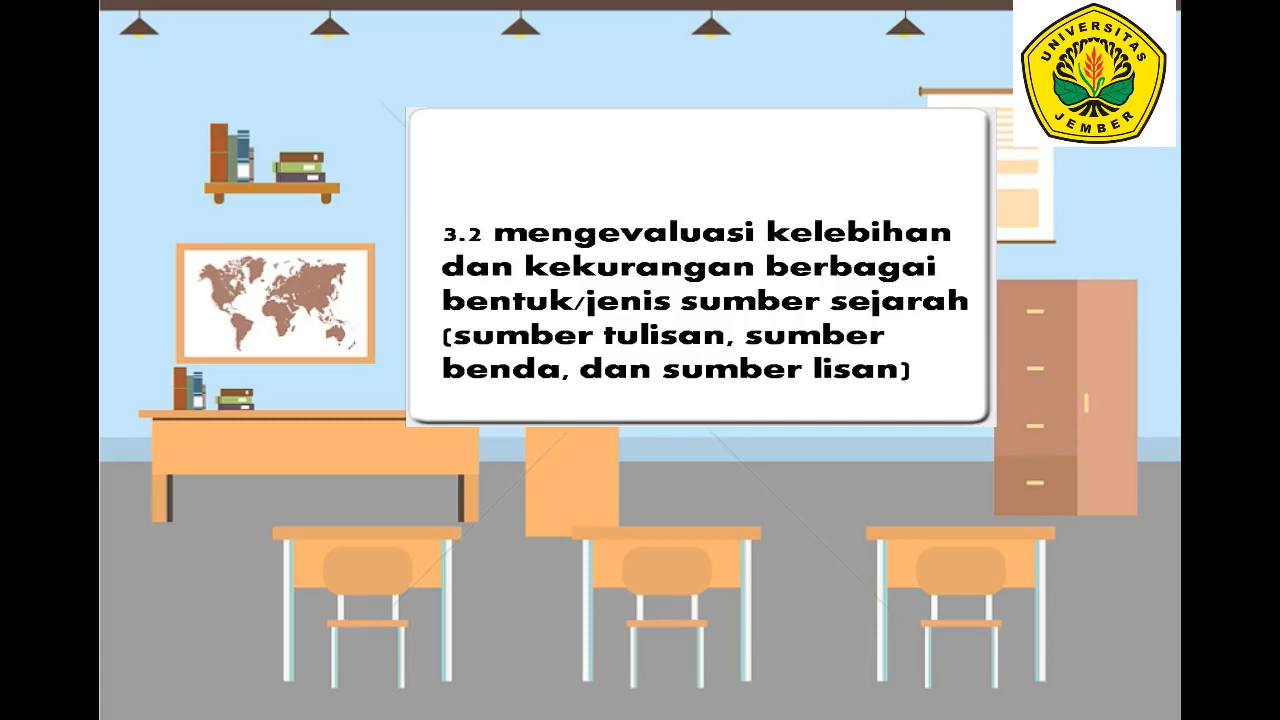 UNIVERSITAS
JEMBER
3.2 mengevaluasi kelebihan
dan kekurangan berbagai
bentuk/jenis sumber sejarah
(sumber tulisan, sumber
benda, dan sumber lisan)